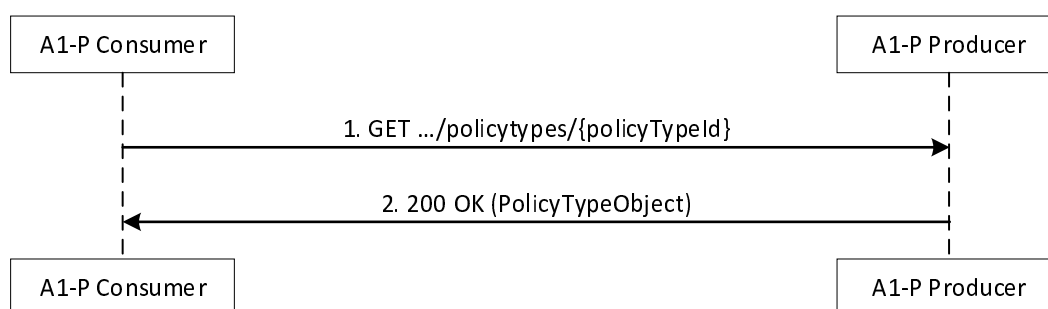 A1-P Consumer
A1-P Producer
1. GET .../policytypes/{policyTypeId}
2. 200 OK (PolicyTypeObject)
A1-P Consumer
A1-P Producer